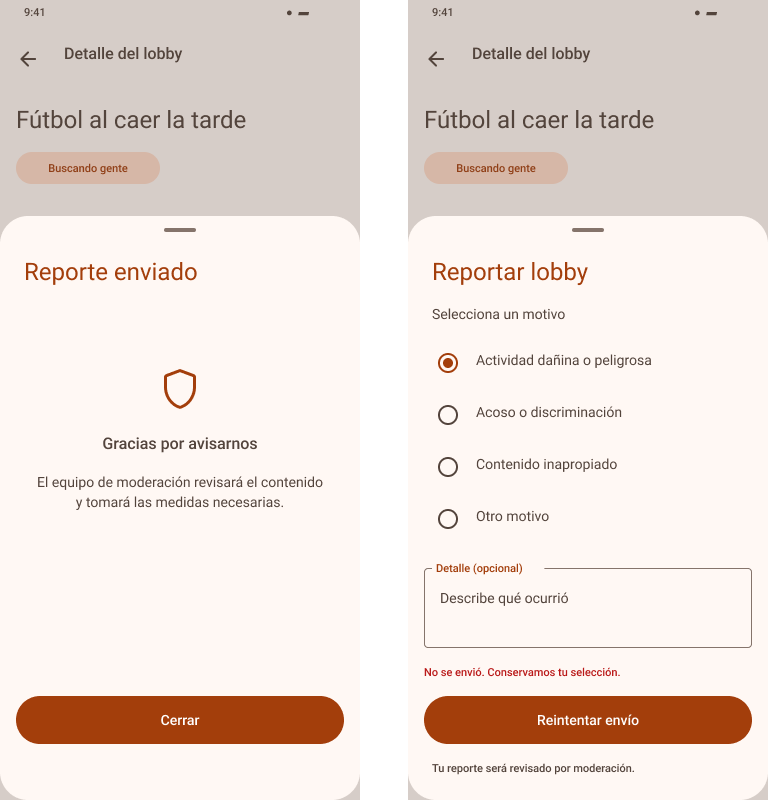 9:41
Detalle del lobby
Fútbol al caer la tarde
Buscando gente
Reporte enviado
Gracias por avisarnos
El equipo de moderación revisará el contenido
y tomará las medidas necesarias.
Cerrar
9:41
Detalle del lobby
Fútbol al caer la tarde
Buscando gente
Reportar lobby
Selecciona un motivo
Actividad dañina o peligrosa
Acoso o discriminación
Contenido inapropiado
Otro motivo
Detalle (opcional)
Describe qué ocurrió
No se envió. Conservamos tu selección.
Reintentar envío
Tu reporte será revisado por moderación.